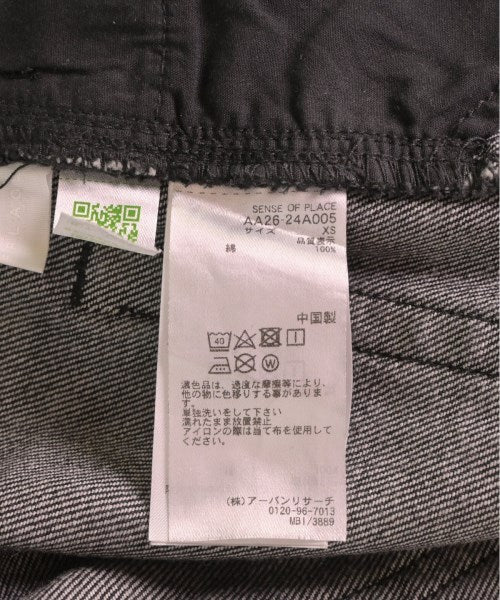 SENSE OF PLACE
AA26-24A005
サイズ XS
品質表示
綿 100%
中国製
40
W
濃色品は、過度な摩擦等により、
他の物に色移りする事がありま
す。
単独洗いをして下さい
濡れたまま放置禁止
アイロンの際は当て布を使用して
ください。
(株)アーバンリサーチ
0120-96-7013
MBI/3889